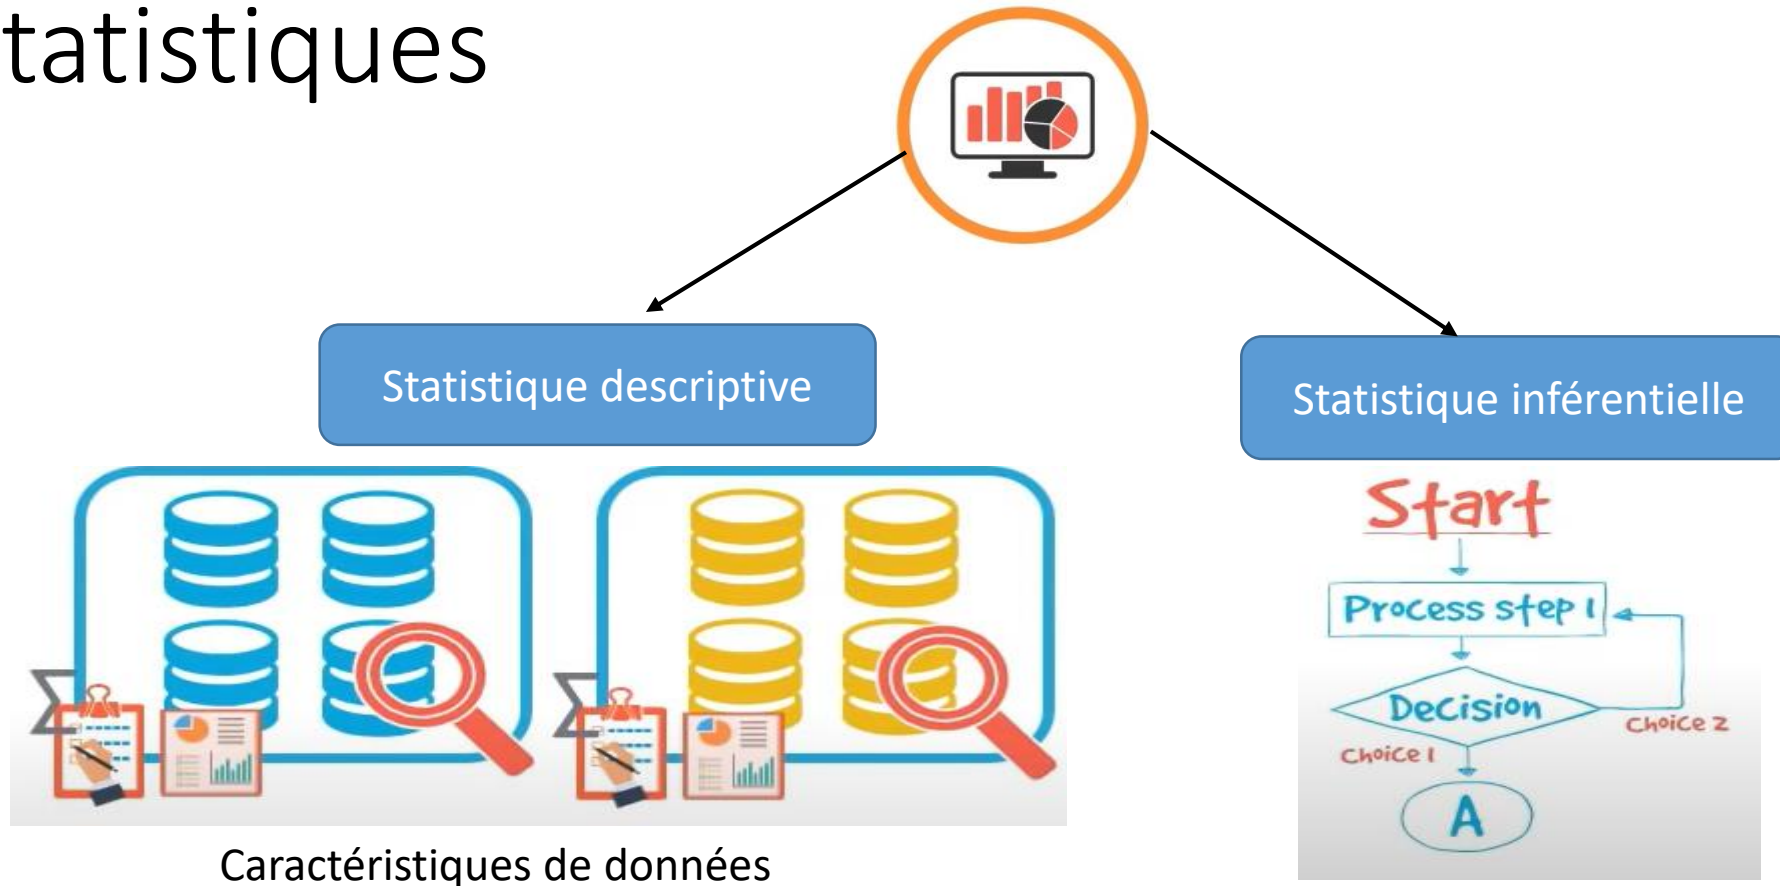 tatistiques
Statistique descriptive
Statistique inférentielle
Start
Process step 1
Decision
Choice 2
Choice 1
A
Caractéristiques de données